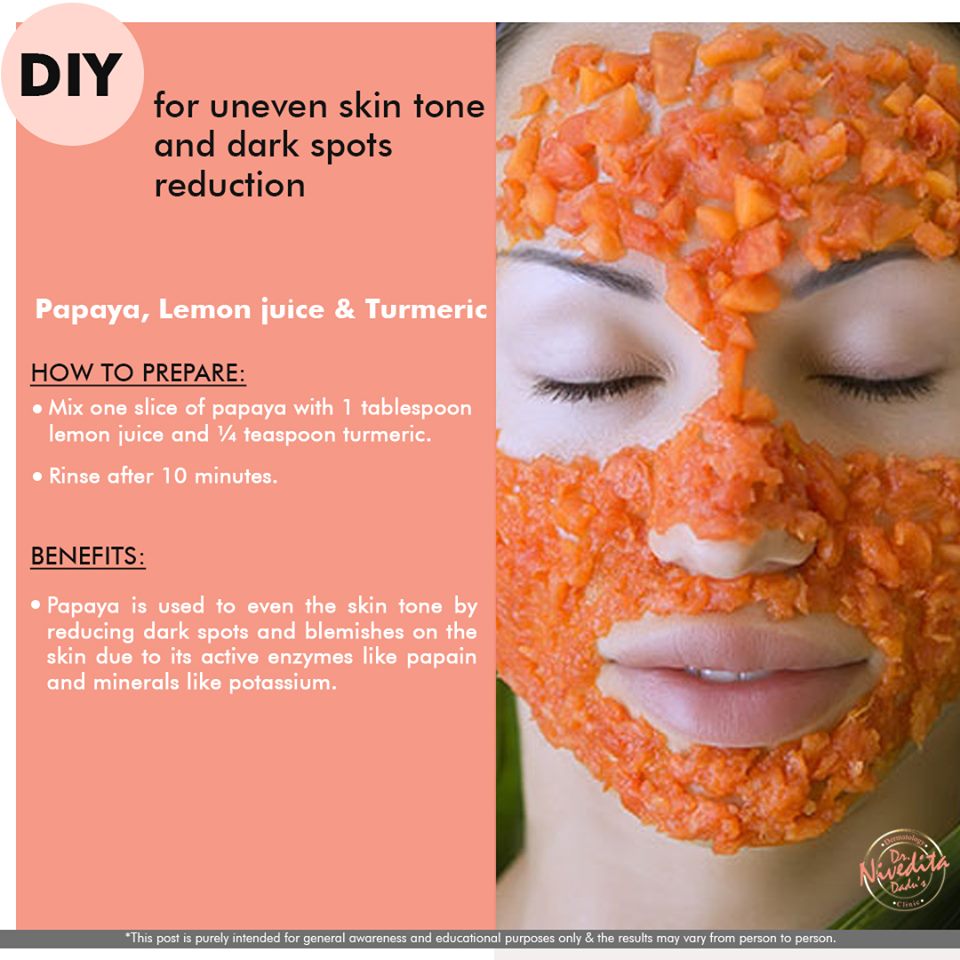 DIY
for uneven skin tone
and dark spots
reduction
Papaya, Lemon juice & Turmeric
HOW TO PREPARE:
• Mix one slice of papaya with 1 tablespoon
lemon juice and ¼ teaspoon turmeric.
• Rinse after 10 minutes.
BENEFITS:
• Papaya is used to even the skin tone by
reducing dark spots and blemishes on the
skin due to its active enzymes like papain
and minerals like potassium.
• Dermatology •
Dr.
Nivedita
Dadu's
• Clinic •
*This post is purely intended for general awareness and educational purposes only & the results may vary from person to person.